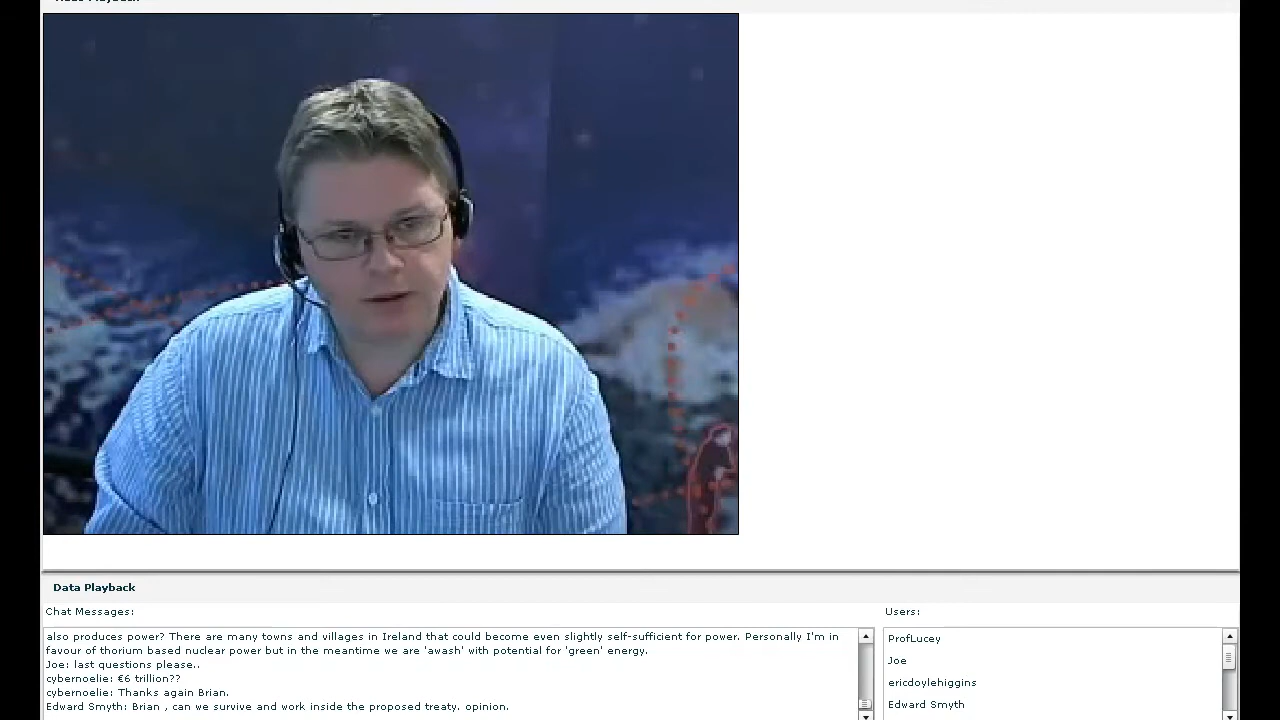 Data Playback
Chat Messages:
Users:
also produces power? There are many towns and villages in Ireland that could become even slightly self-sufficient for power. Personally I'm in
favour of thorium based nuclear power but in the meantime we are 'awash' with potential for 'green' energy.
Joe: last questions please..
cybernoelie: €6 trillion??
cybernoelie: Thanks again Brian.
Edward Smyth: Brian , can we survive and work inside the proposed treaty. opinion.
ProfLucey
Joe
ericdoylehiggins
Edward Smyth